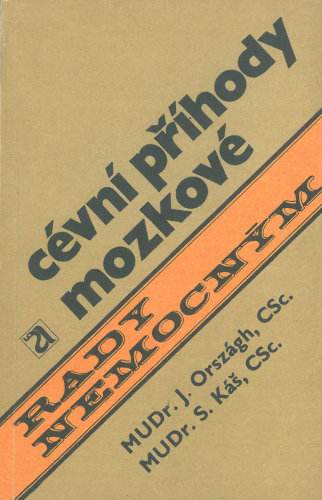 cévní příhody
mozkové
RADY
NEMOCNÝM
MUDr. J. Országh, CSc.
MUDr. S. Káš, CSc.
a